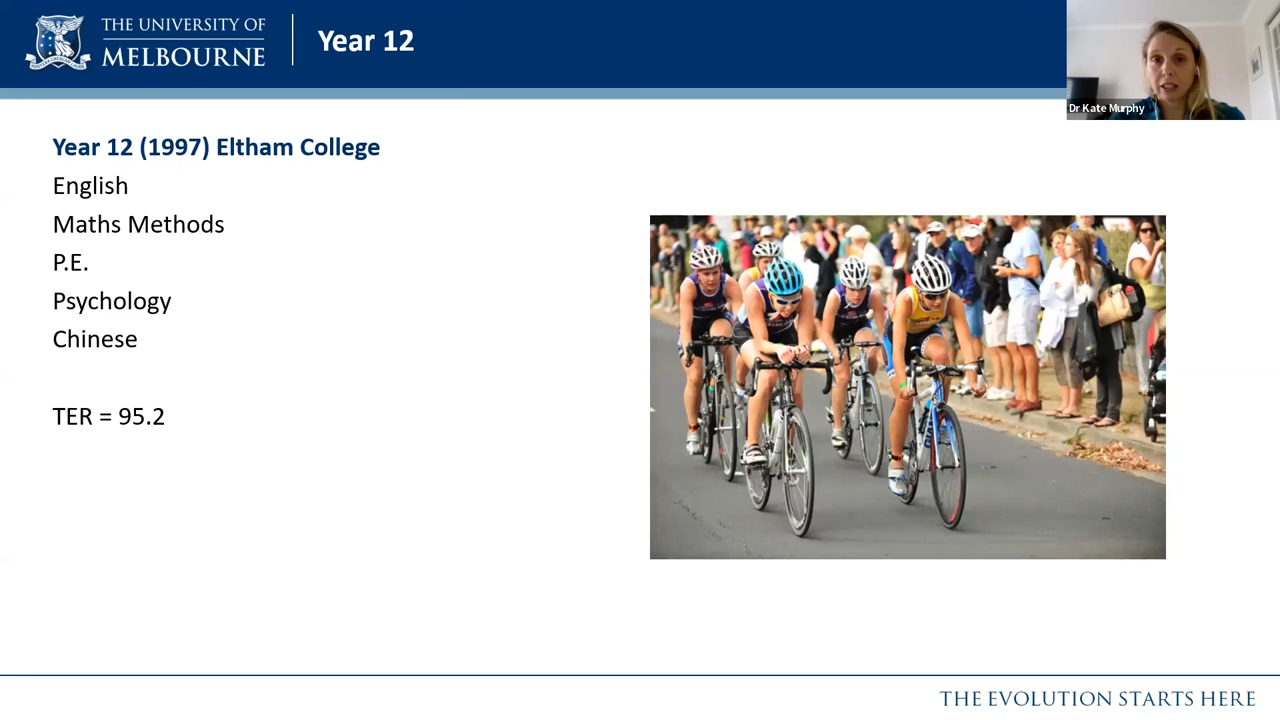 THE UNIVERSITY OF
MELBOURNE
Year 12
Dr Kate Murphy
Year 12 (1997) Eltham College
English
Maths Methods
P.E.
Psychology
Chinese
TER = 95.2
THE EVOLUTION STARTS HERE